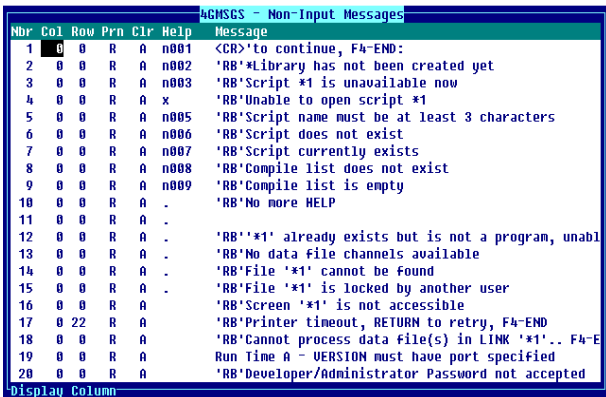 4GMSGS - Non-Input Messages
Nbr Col Row Prn Clr Help Message
1 0 0 R A n001 <CR>'to continue, F4-END:
2 0 0 R A n002 'RB'*Library has not been created yet
3 0 0 R A n003 'RB'Script *1 is unavailable now
4 0 0 R A x 'RB'Unable to open script *1
5 0 0 R A n005 'RB'Script name must be at least 3 characters
6 0 0 R A n006 'RB'Script does not exist
7 0 0 R A n007 'RB'Script currently exists
8 0 0 R A n008 'RB'Compile list does not exist
9 0 0 R A n009 'RB'Compile list is empty
10 0 0 R A . 'RB'No more HELP
11 0 0 R A .
12 0 0 R A . 'RB''*1' already exists but is not a program, unabl
13 0 0 R A . 'RB'No data file channels available
14 0 0 R A . 'RB'File '*1' cannot be found
15 0 0 R A . 'RB'File '*1' is locked by another user
16 0 0 R A 'RB'Screen '*1' is not accessible
17 0 22 R A 'RB'Printer timeout, RETURN to retry, F4-END
18 0 0 R A 'RB'Cannot process data file(s) in LINK '*1'.. F4-E
19 0 0 R A Run Time A - VERSION must have port specified
20 0 0 R A 'RB'Developer/Administrator Password not accepted
Display Column